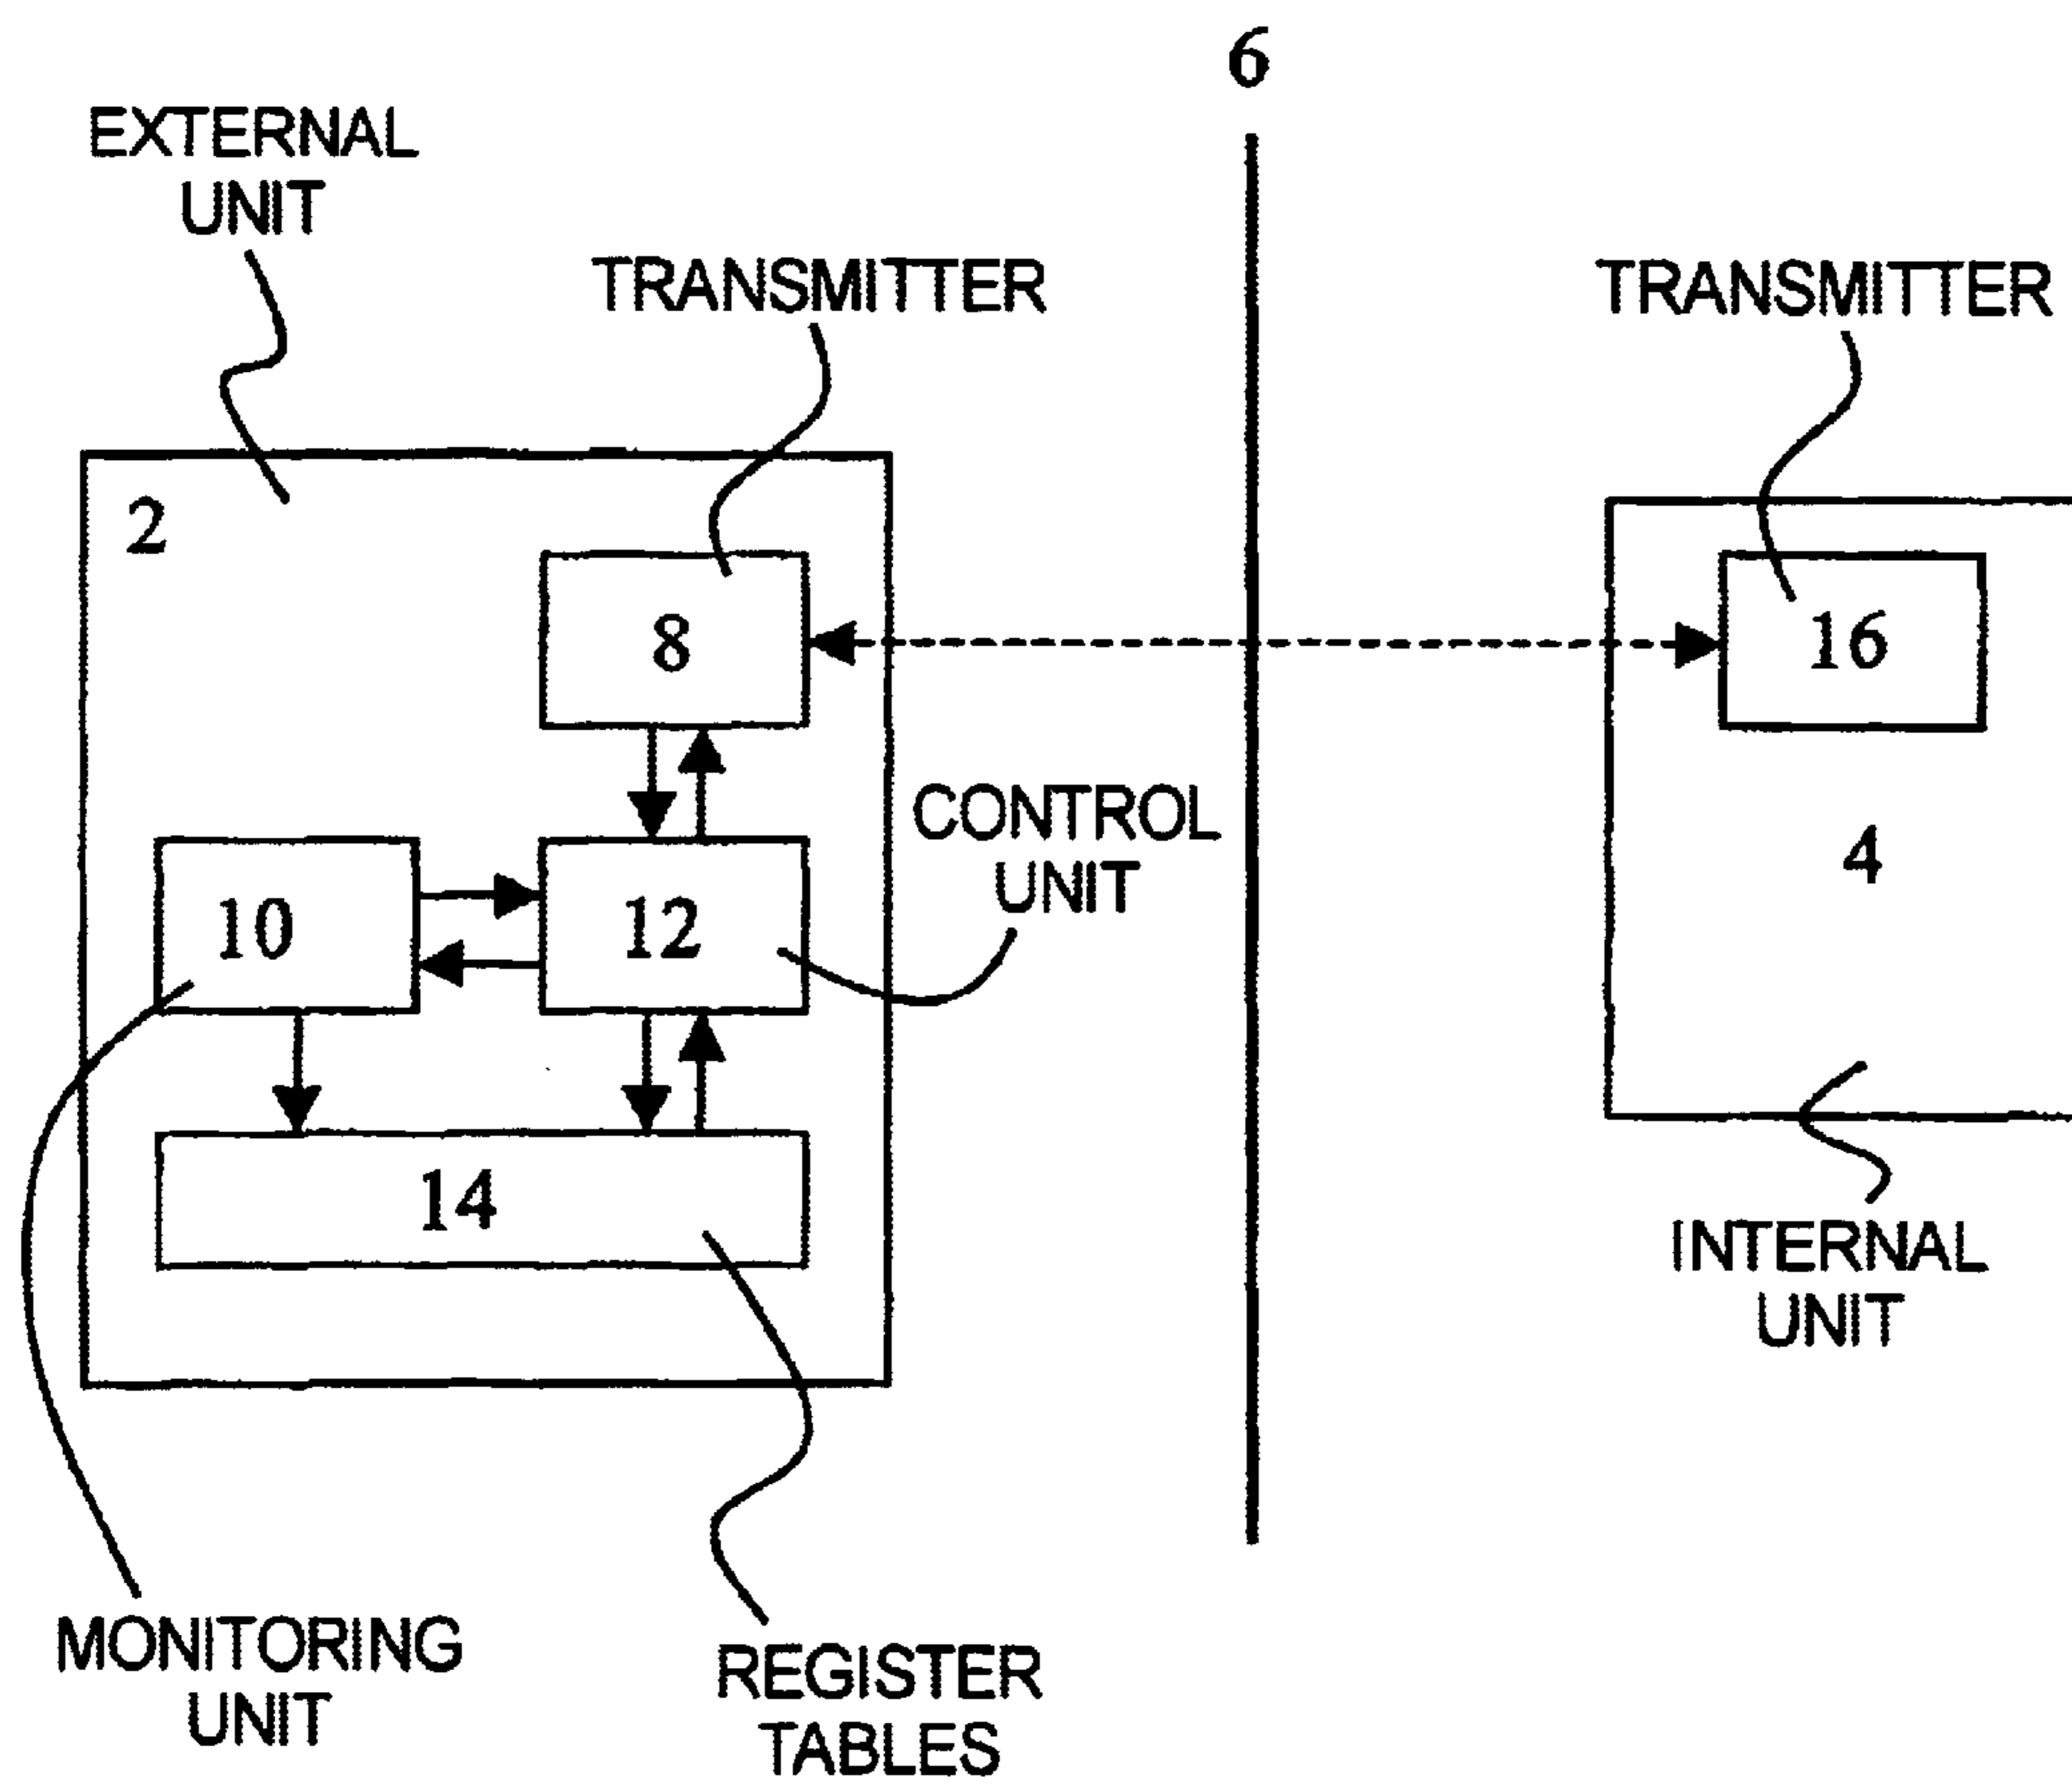 6
EXTERNAL
UNIT
TRANSMITTER
TRANSMITTER
2
8
16
CONTROL
UNIT
4
10
12
14
INTERNAL
UNIT
MONITORING
UNIT
REGISTER
TABLES